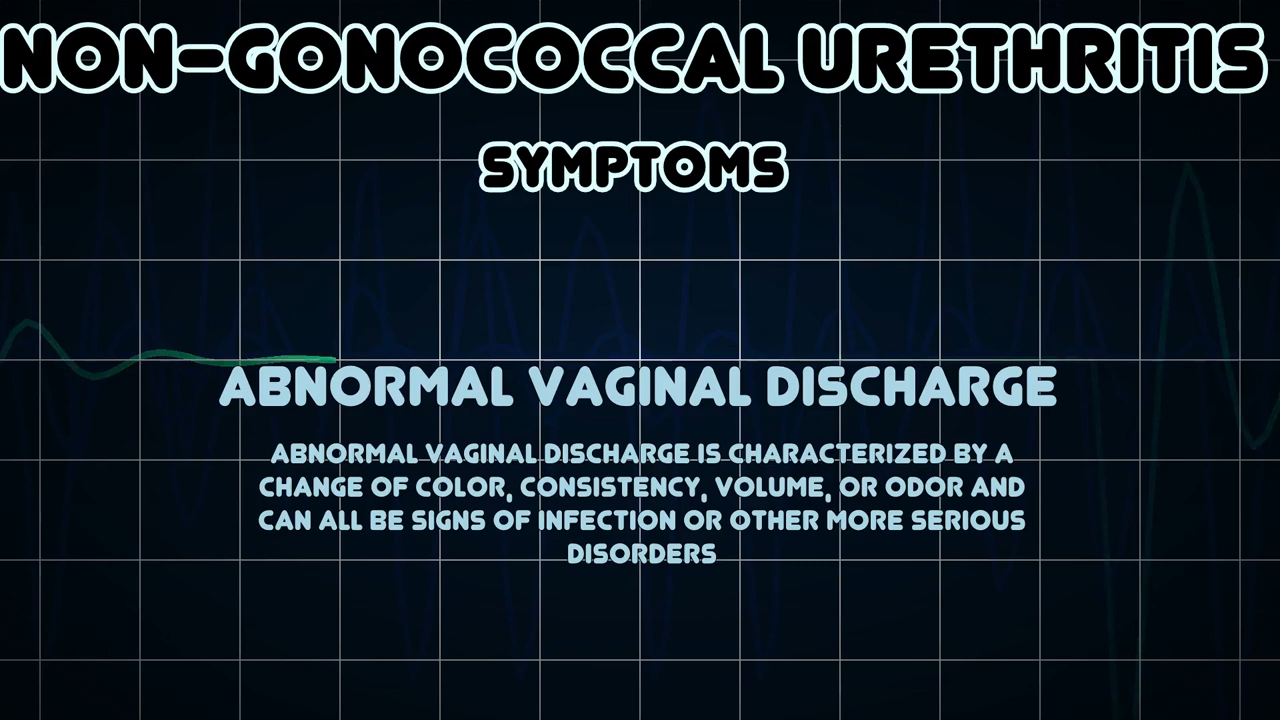 NON-GONOCOCCAL URETHRITIS
SYMPTOMS
ABNORMAL VAGINAL DISCHARGE
ABNORMAL VAGINAL DISCHARGE IS CHARACTERIZED BY A
CHANGE OF COLOR, CONSISTENCY, VOLUME, OR ODOR AND
CAN ALL BE SIGNS OF INFECTION OR OTHER MORE SERIOUS
DISORDERS